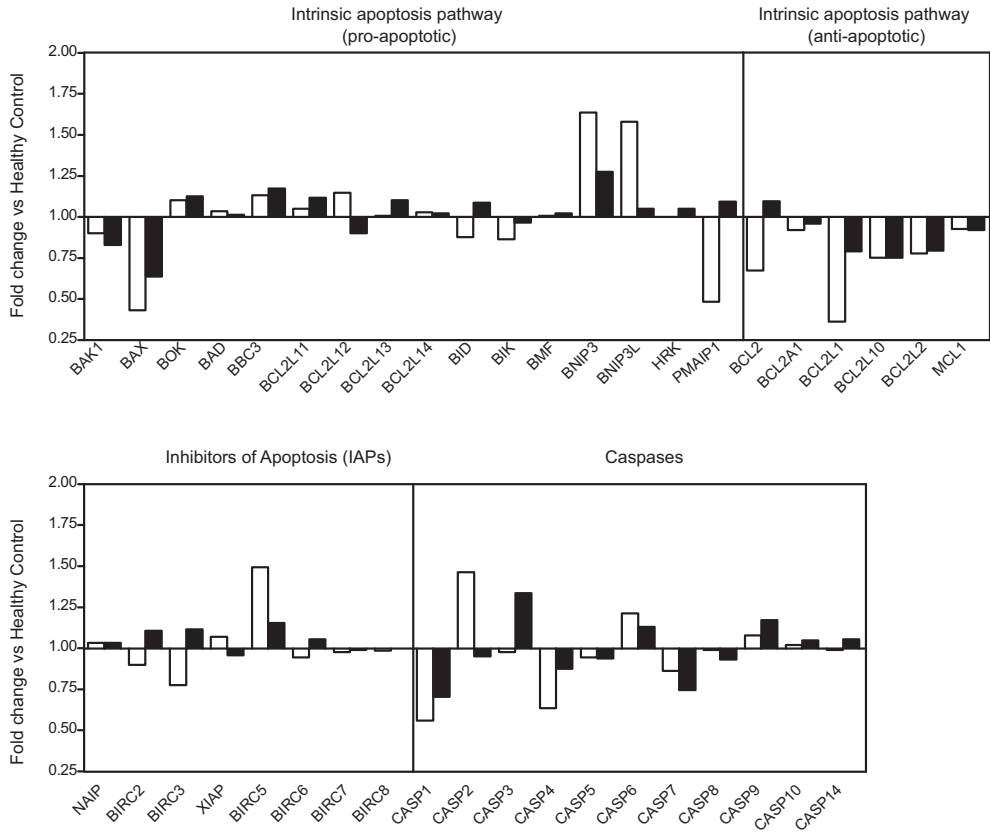 Intrinsic apoptosis pathway
(pro-apoptotic)
Intrinsic apoptosis pathway
(anti-apoptotic)
Fold change vs Healthy Control
2.00
1.75
1.50
1.25
1.00
0.75
0.50
0.25
BAK1
BAX
BOK
BAD
BBC3
BCL2L11
BCL2L12
BCL2L13
BCL2L14
BID
BIK
BMF
BNIP3
BNIP3L
HRK
PMAIP1
BCL2
BCL2A1
BCL2L1
BCL2L10
BCL2L2
MCL1
Inhibitors of Apoptosis (IAPs)
Caspases
Fold change vs Healthy Control
2.00
1.75
1.50
1.25
1.00
0.75
0.50
0.25
NAIP
BIRC2
BIRC3
XIAP
BIRC5
BIRC6
BIRC7
BIRC8
CASP1
CASP2
CASP3
CASP4
CASP5
CASP6
CASP7
CASP8
CASP9
CASP10
CASP14